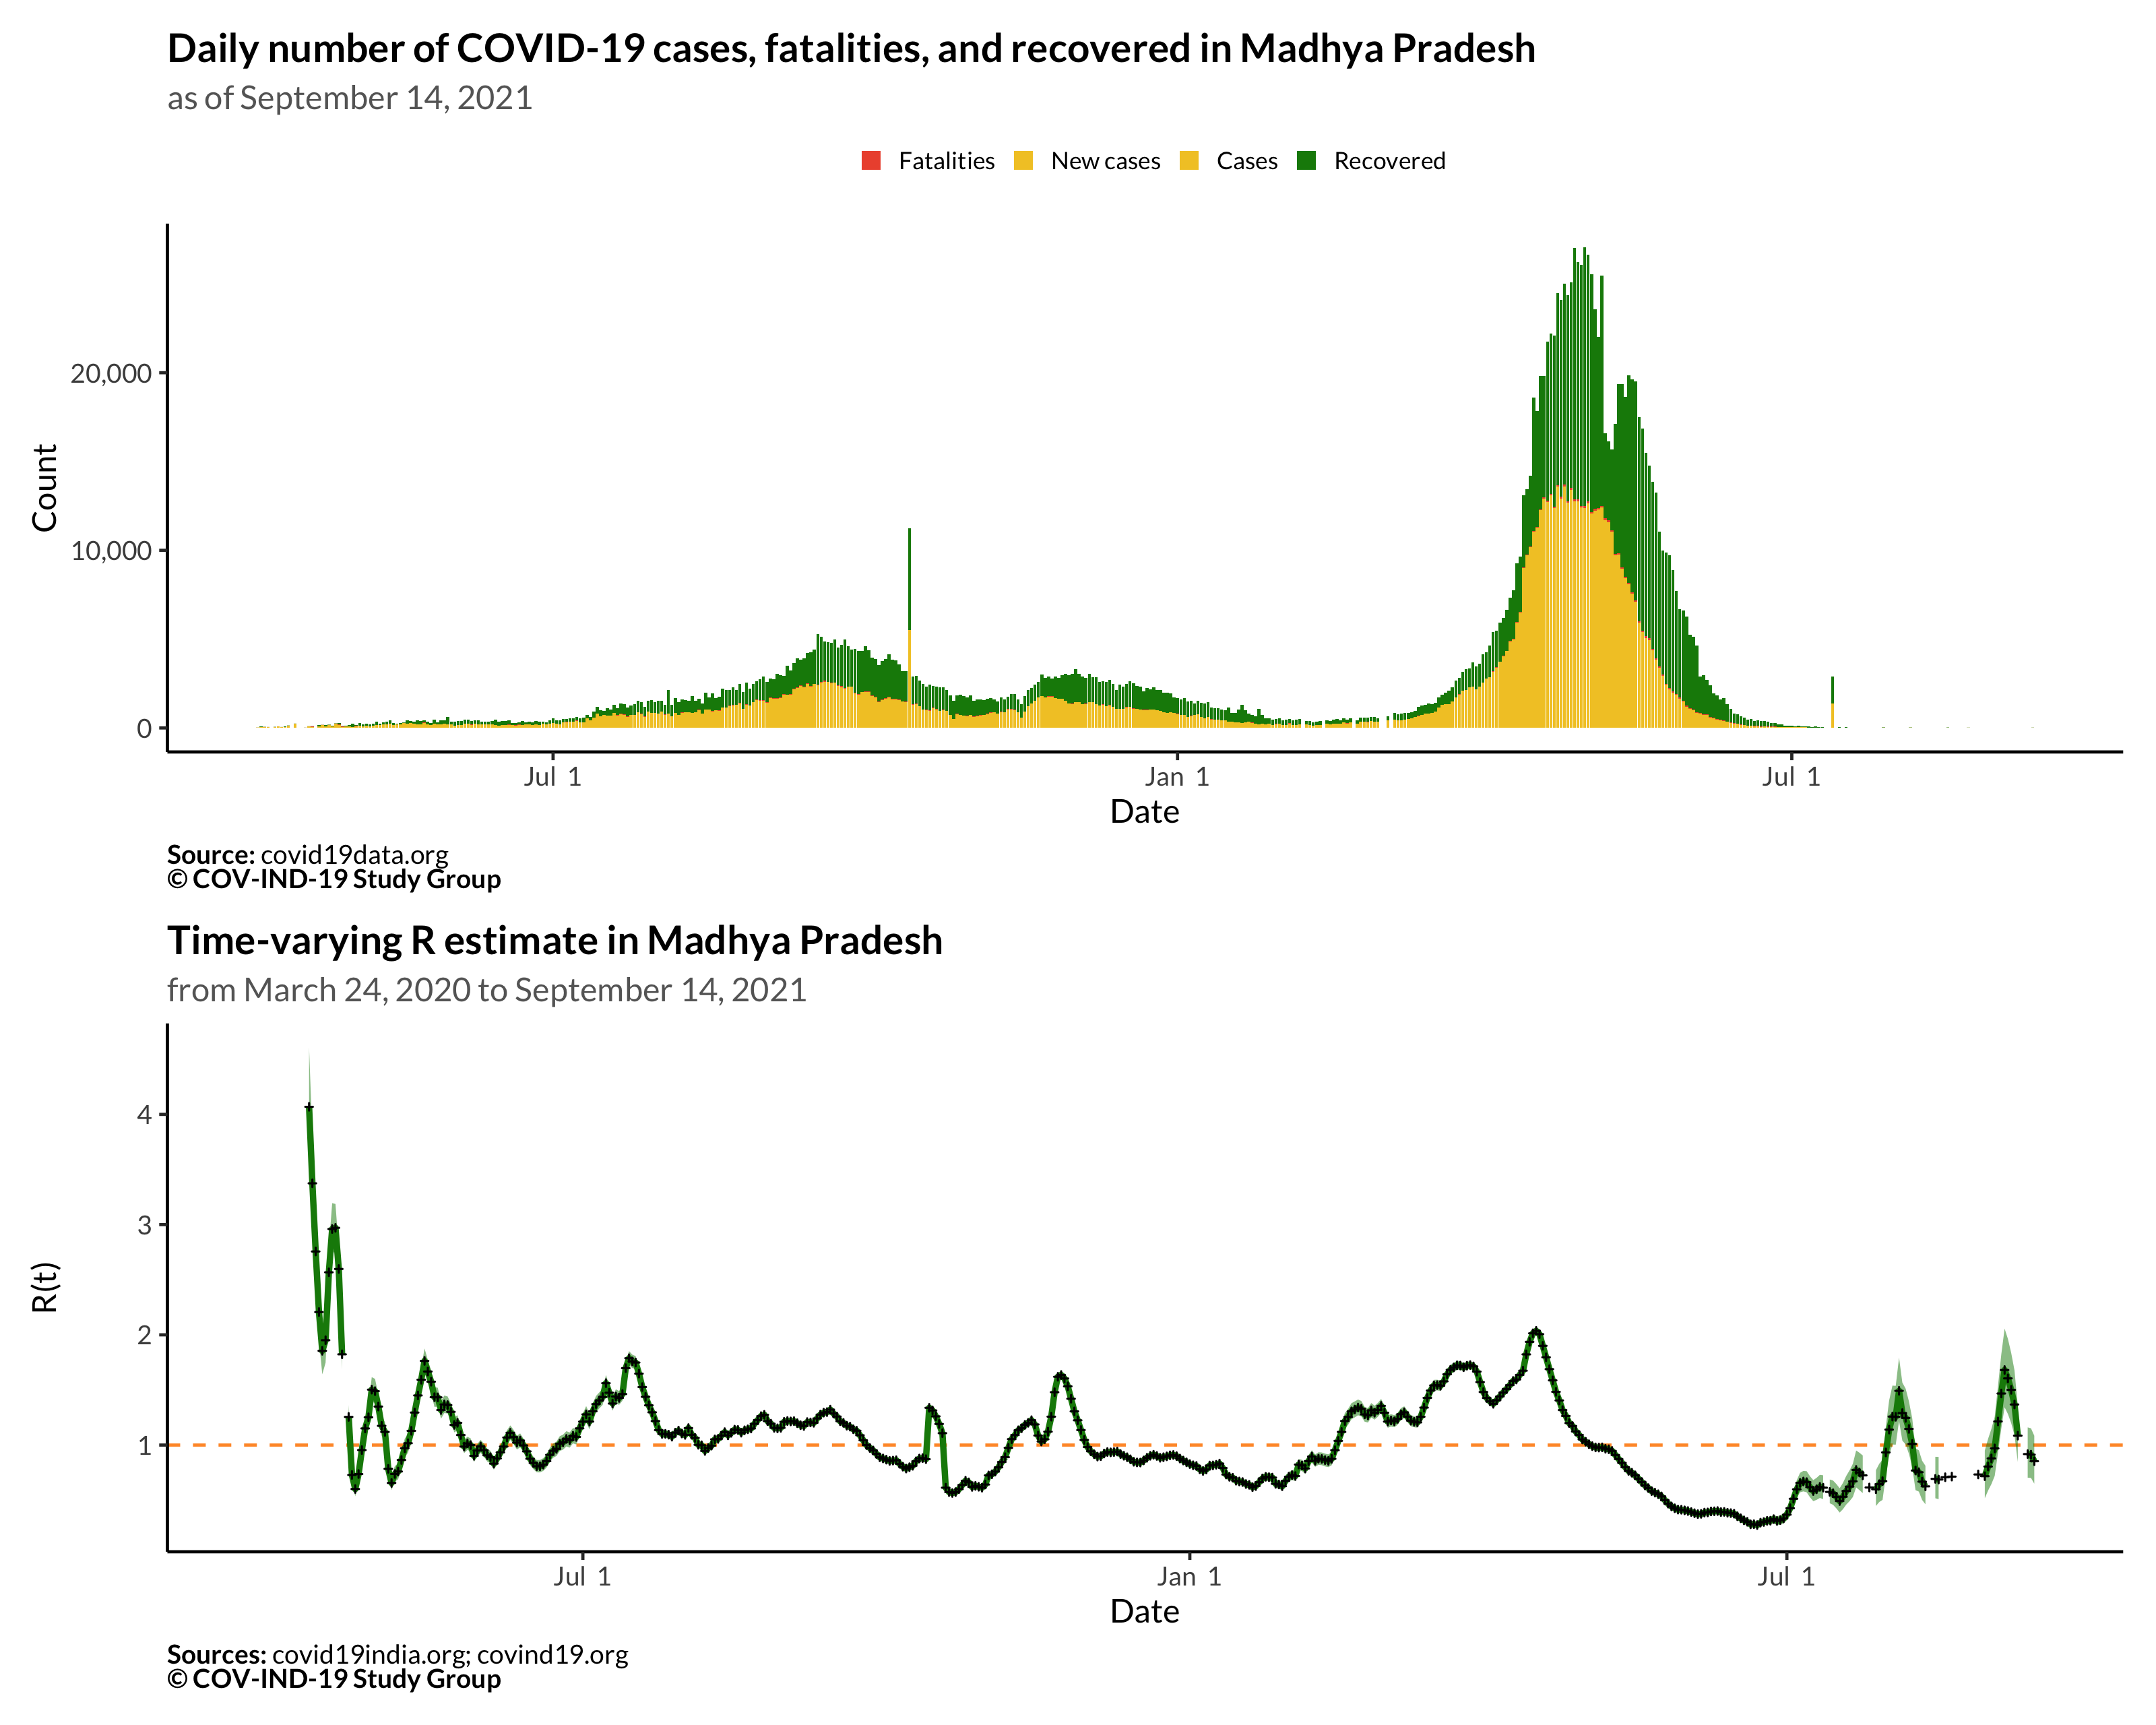 Daily number of COVID-19 cases, fatalities, and recovered in Madhya Pradesh
as of September 14, 2021
Fatalities New cases Cases Recovered
Count
20,000
10,000
0
Jul 1 Jan 1 Jul 1
Date
Source: covid19data.org
© COV-IND-19 Study Group
Time-varying R estimate in Madhya Pradesh
from March 24, 2020 to September 14, 2021
R(t)
4
3
2
1
Jul 1 Jan 1 Jul 1
Date
Sources: covid19india.org; covind19.org
© COV-IND-19 Study Group